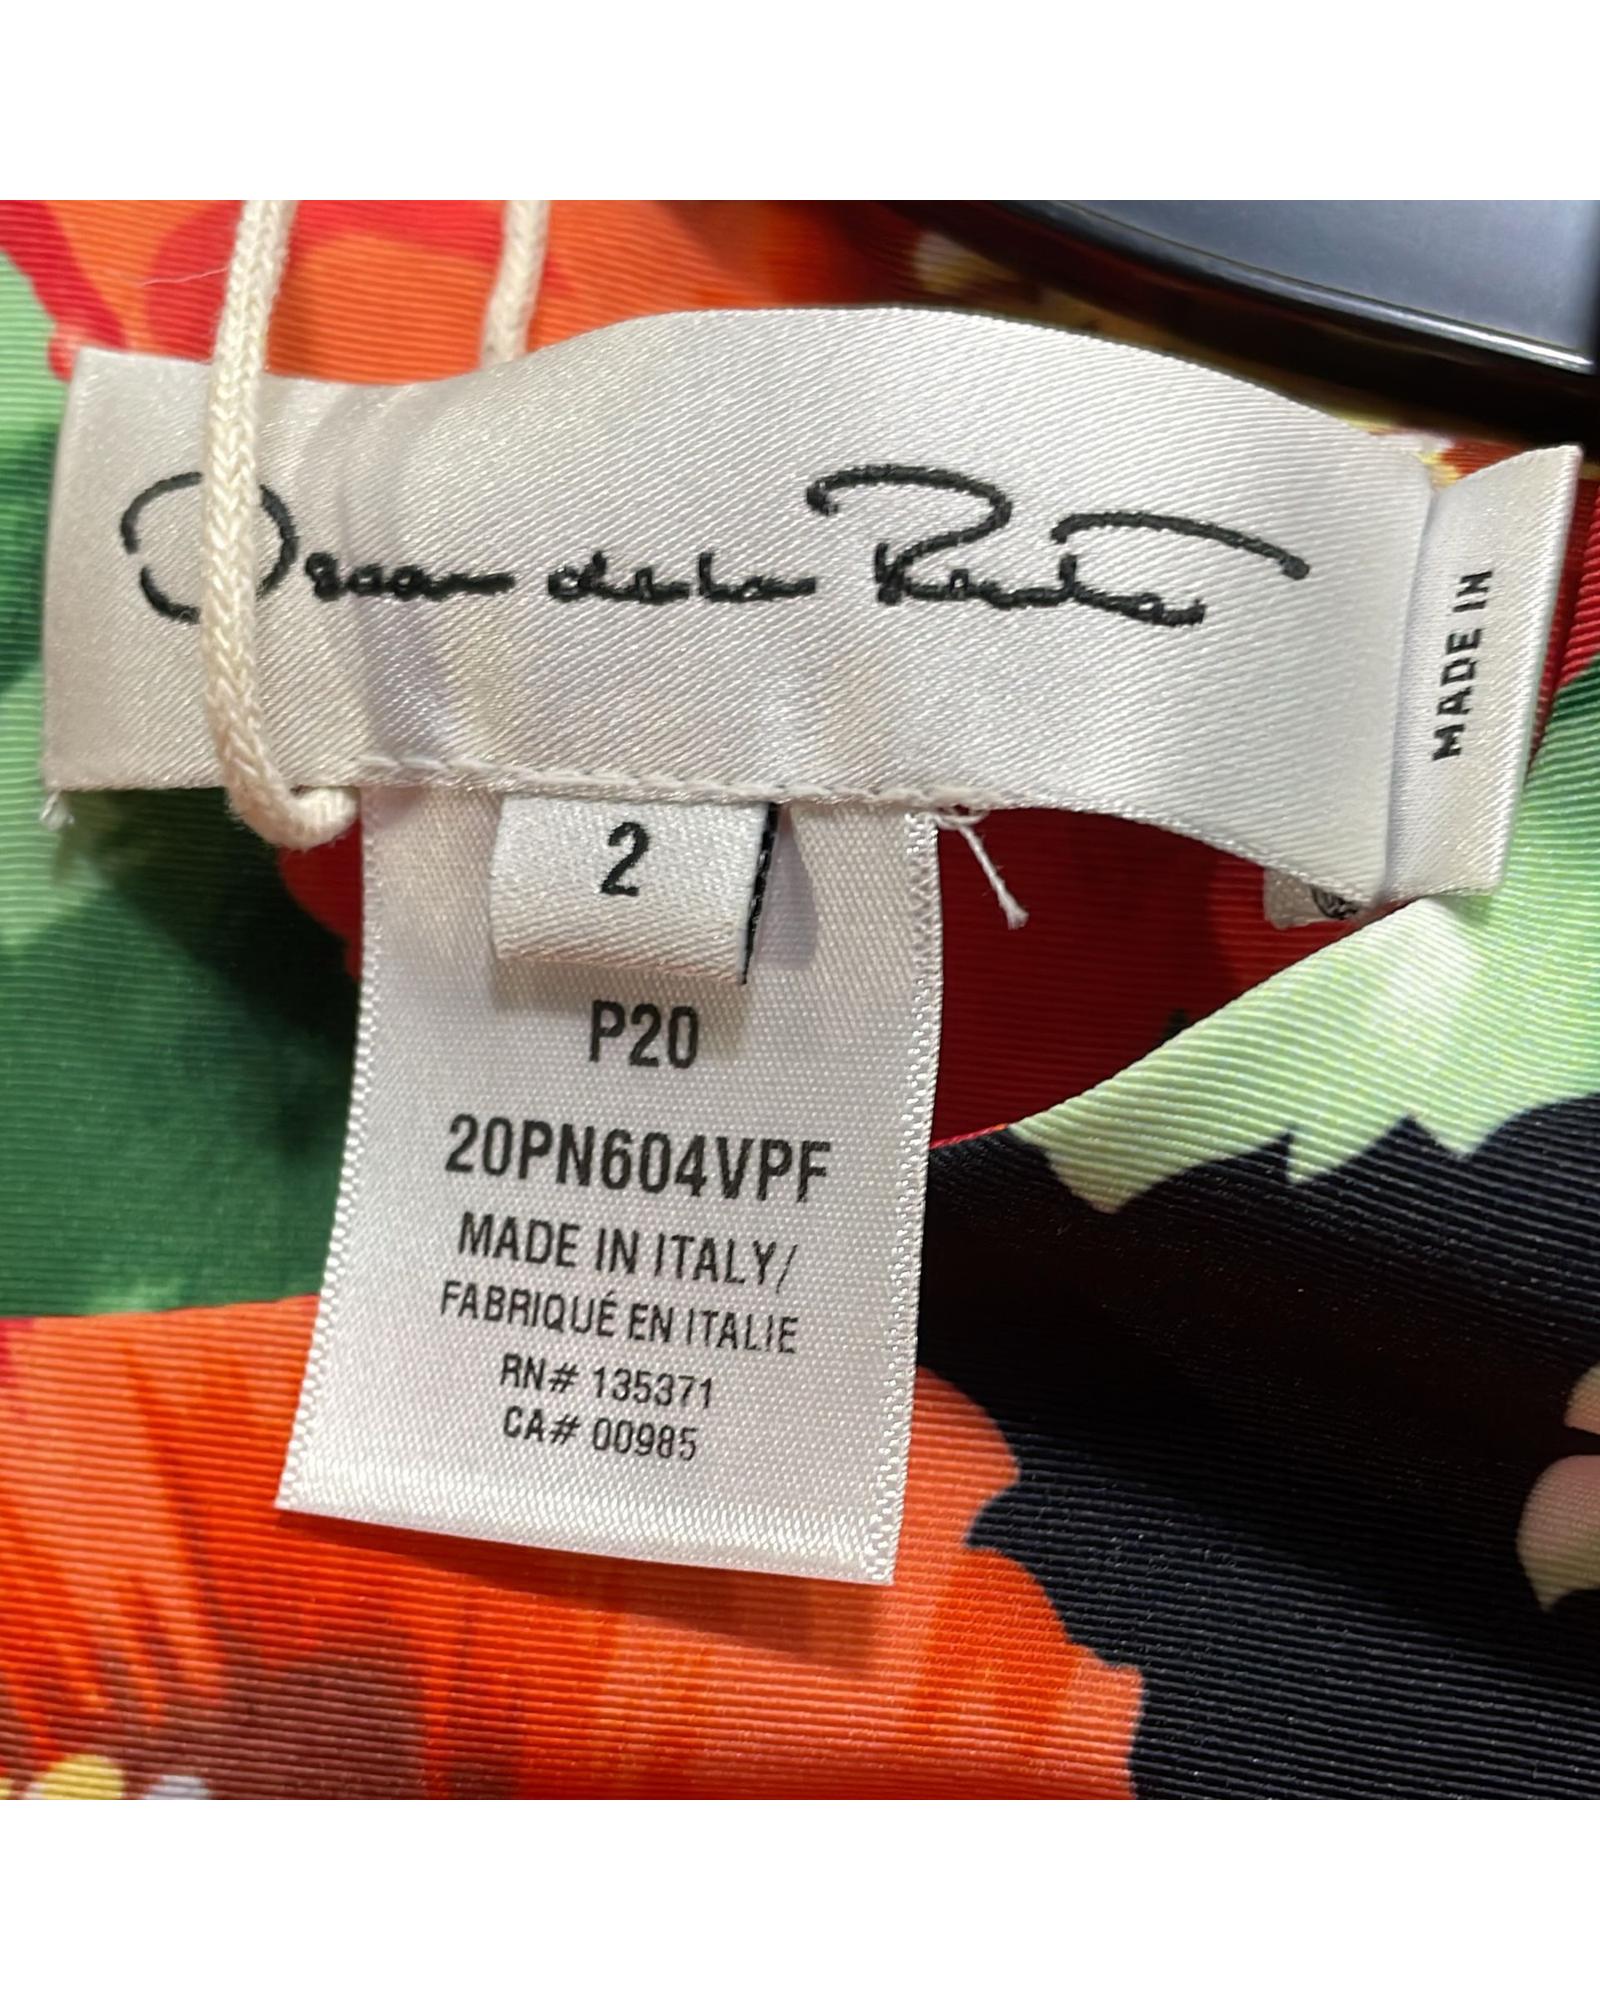 Oscar de la Renta
MADE IN
2
P20
20PN604VPF
MADE IN ITALY/
FABRIQUÉ EN ITALIE
RN# 135371
CA# 00985